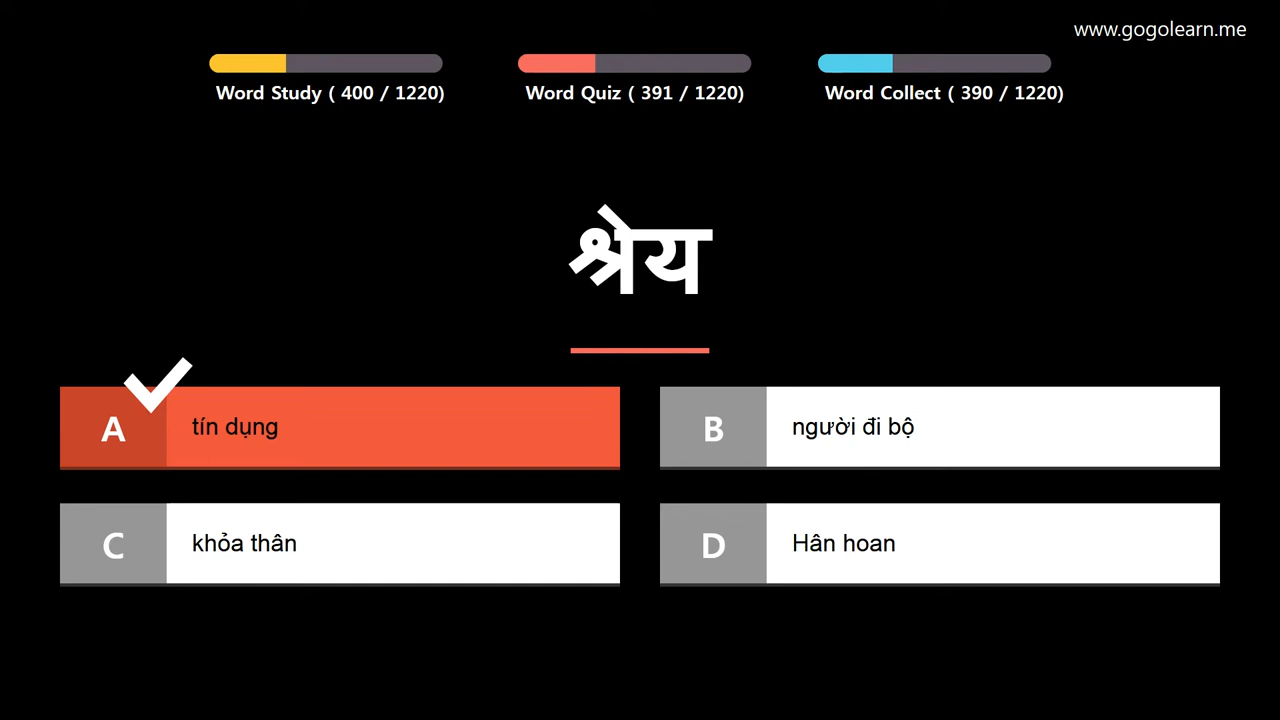 www.gogolearn.me
Word Study ( 400 / 1220)
Word Quiz ( 391 / 1220)
Word Collect ( 390 / 1220)
श्रेय
A
tín dụng
B
người đi bộ
C
khỏa thân
D
Hân hoan